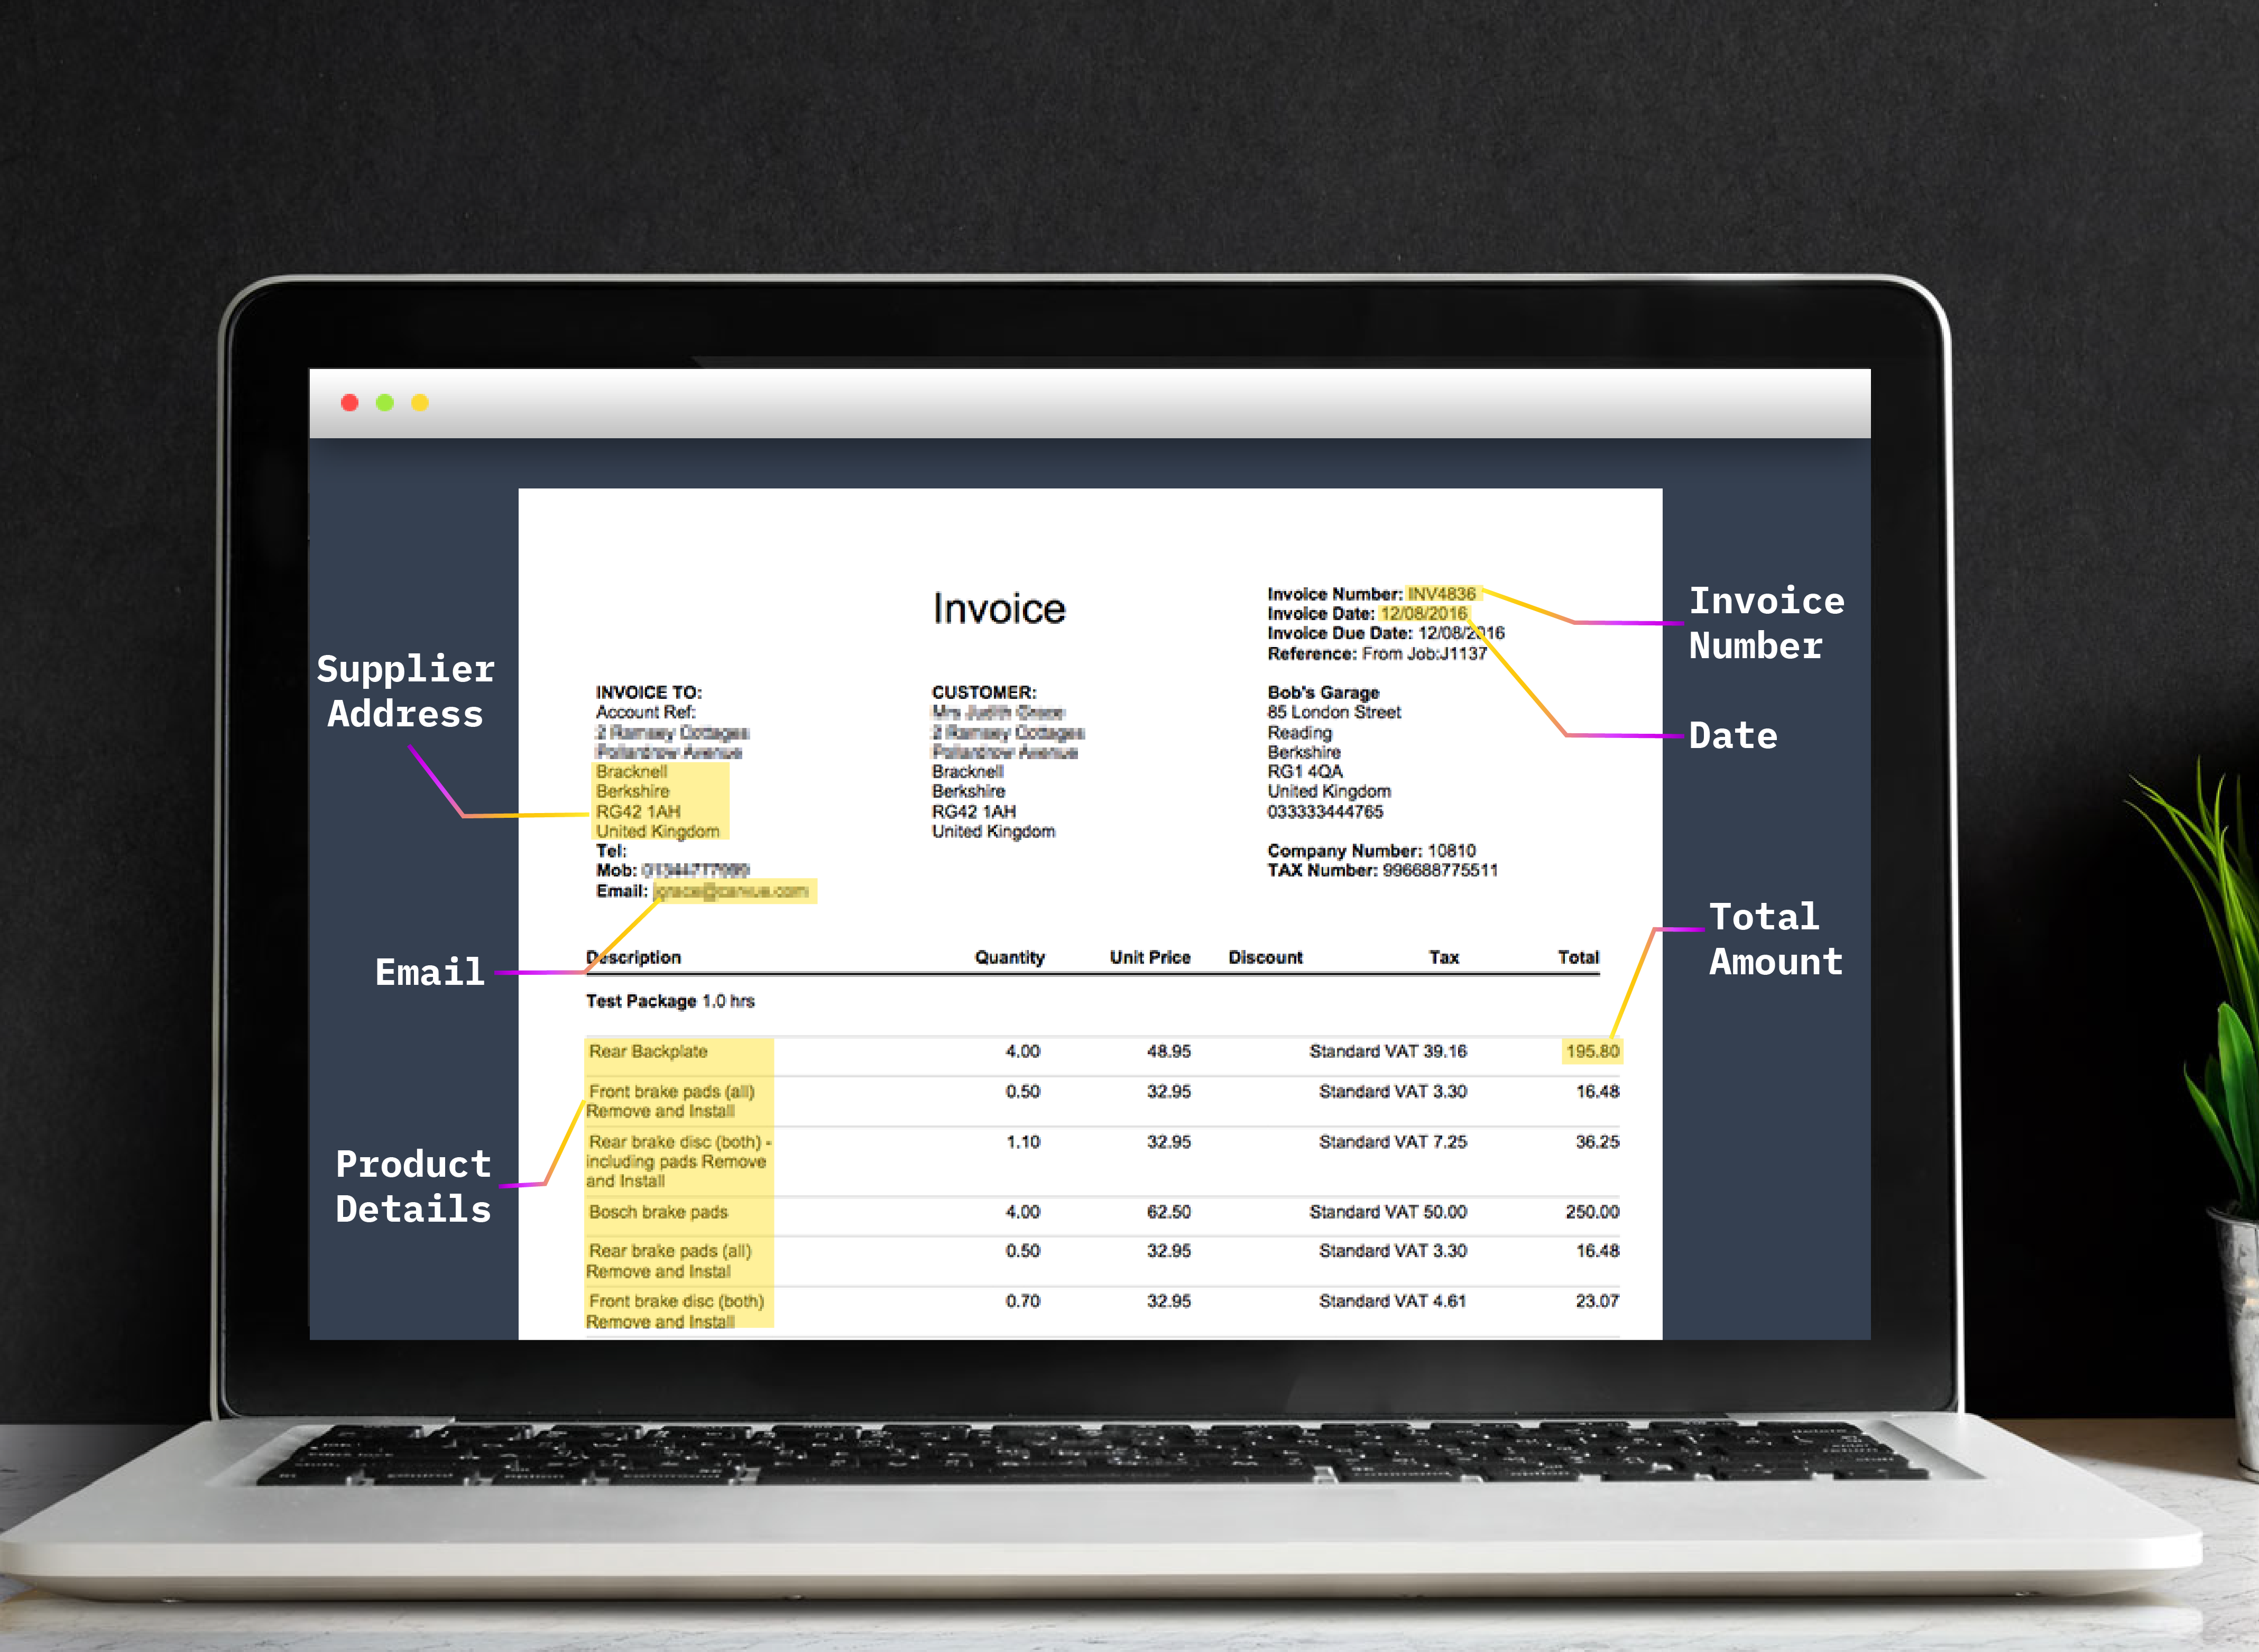 Invoice
Invoice Number: INV4836
Invoice Date: 12/08/2016
Invoice Due Date: 12/08/2016
Reference: From Job:J1137
Invoice
Number
Date
Supplier
Address
INVOICE TO:
Account Ref:
2 Ramsey Cottages
Bracknell
Berkshire
RG42 1AH
United Kingdom
Tel:
Mob:
Email:
CUSTOMER:
2 Ramsey Cottages
Bracknell
Berkshire
RG42 1AH
United Kingdom
Bob's Garage
85 London Street
Reading
Berkshire
RG1 4QA
United Kingdom
033333444765
Company Number: 10810
TAX Number: 996688775511
Email
Total
Amount
Description Quantity Unit Price Discount Tax Total
Test Package 1.0 hrs
Rear Backplate 4.00 48.95 Standard VAT 39.16 195.80
Front brake pads (all) 0.50 32.95 Standard VAT 3.30 16.48
Remove and Install
Rear brake disc (both) - 1.10 32.95 Standard VAT 7.25 36.25
including pads Remove
and Install
Product
Details
Bosch brake pads 4.00 62.50 Standard VAT 50.00 250.00
Rear brake pads (all) 0.50 32.95 Standard VAT 3.30 16.48
Remove and Instal
Front brake disc (both) 0.70 32.95 Standard VAT 4.61 23.07
Remove and Install